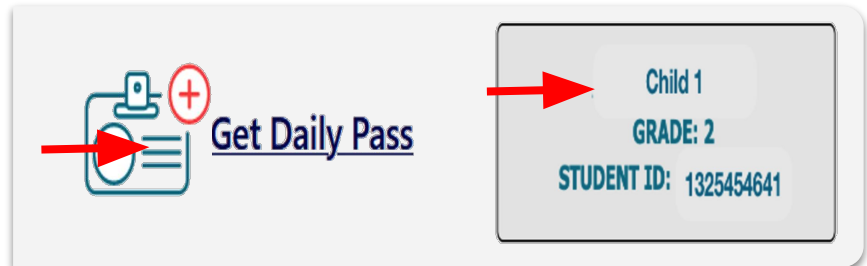 Get Daily Pass
Child 1
GRADE: 2
STUDENT ID: 1325454641